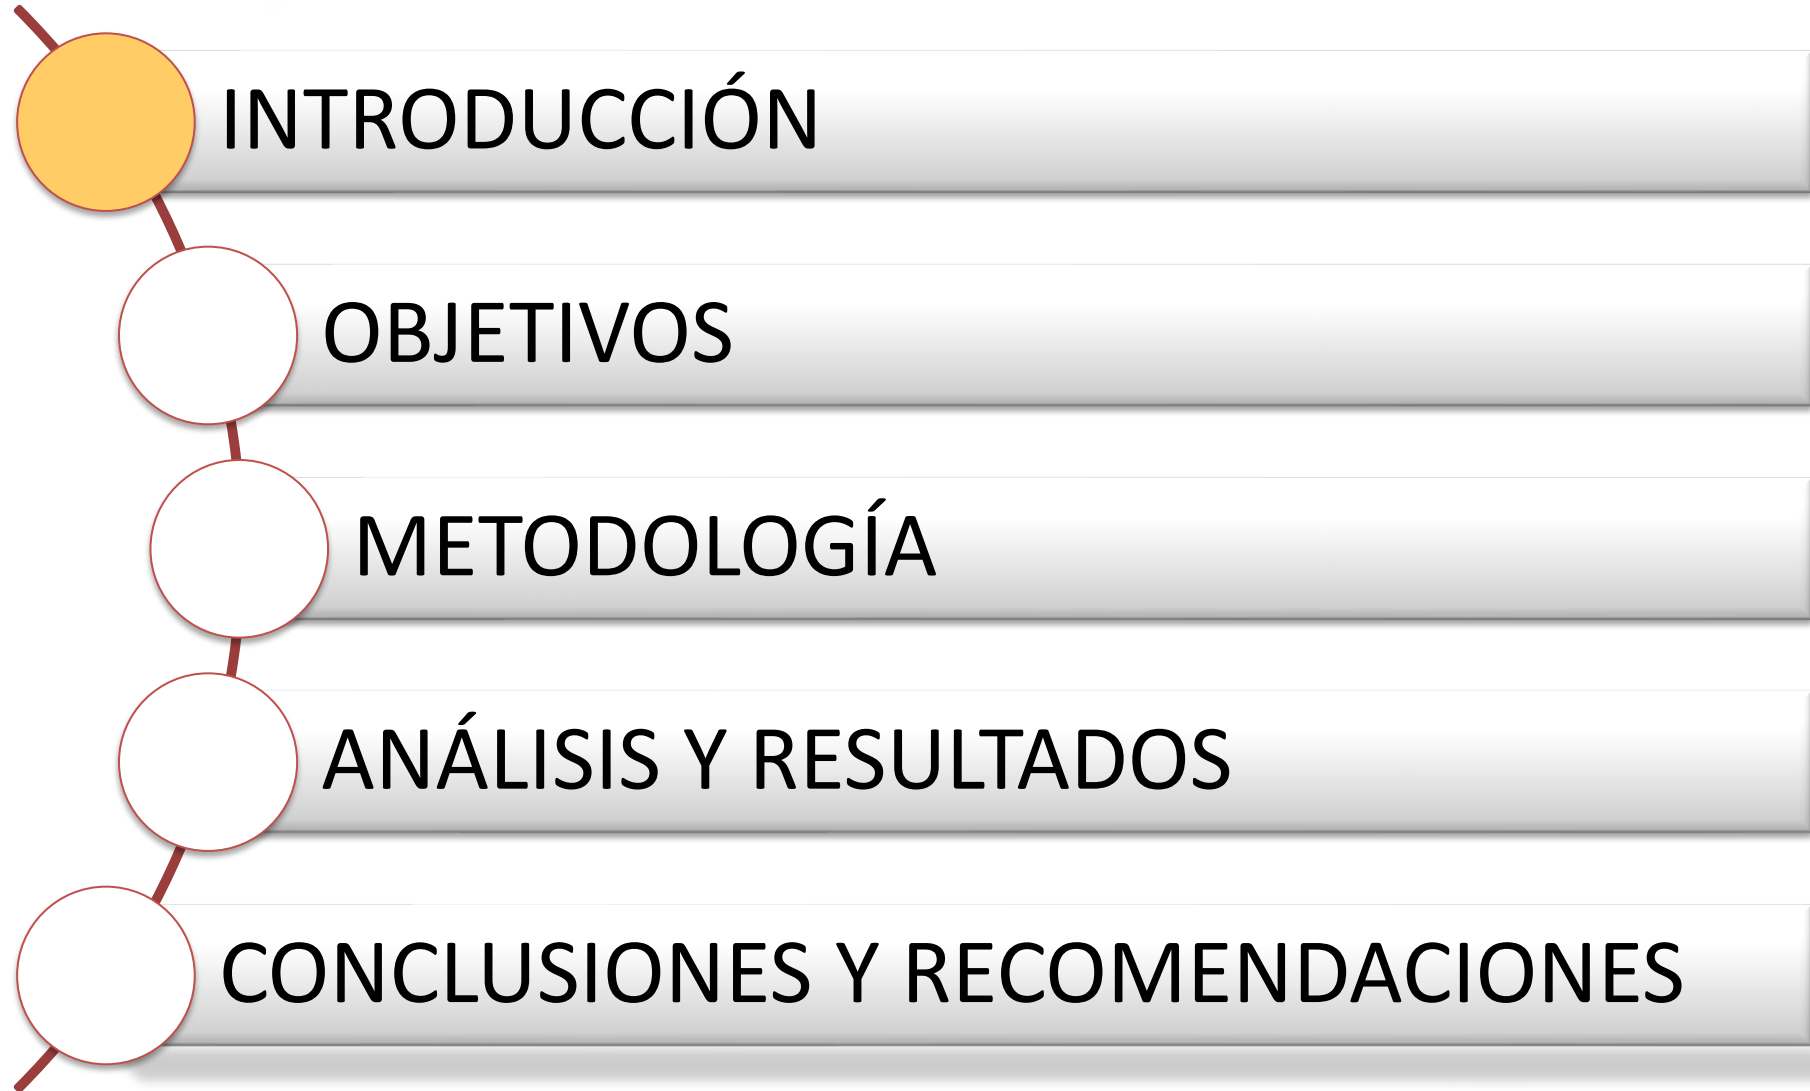 INTRODUCCIÓN
OBJETIVOS
METODOLOGÍA
ANÁLISIS Y RESULTADOS
CONCLUSIONES Y RECOMENDACIONES